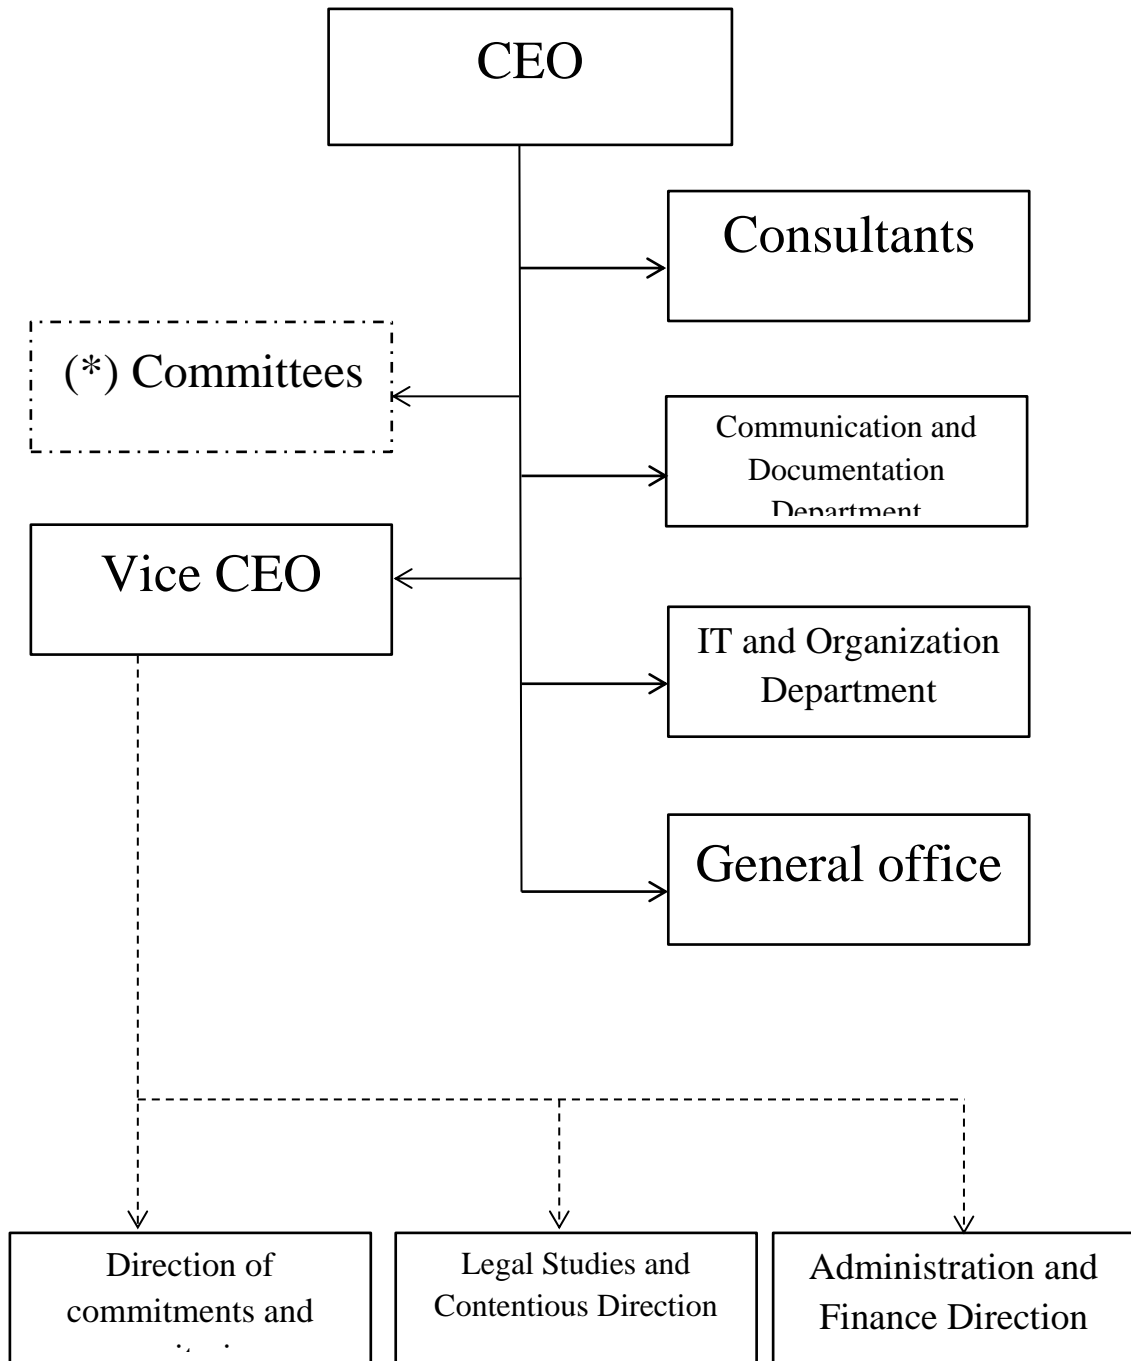 CEO
Consultants
(*) Committees
Communication and
Documentation
Department
Vice CEO
IT and Organization
Department
General office
Direction of
commitments and
Legal Studies and
Contentious Direction
Administration and
Finance Direction